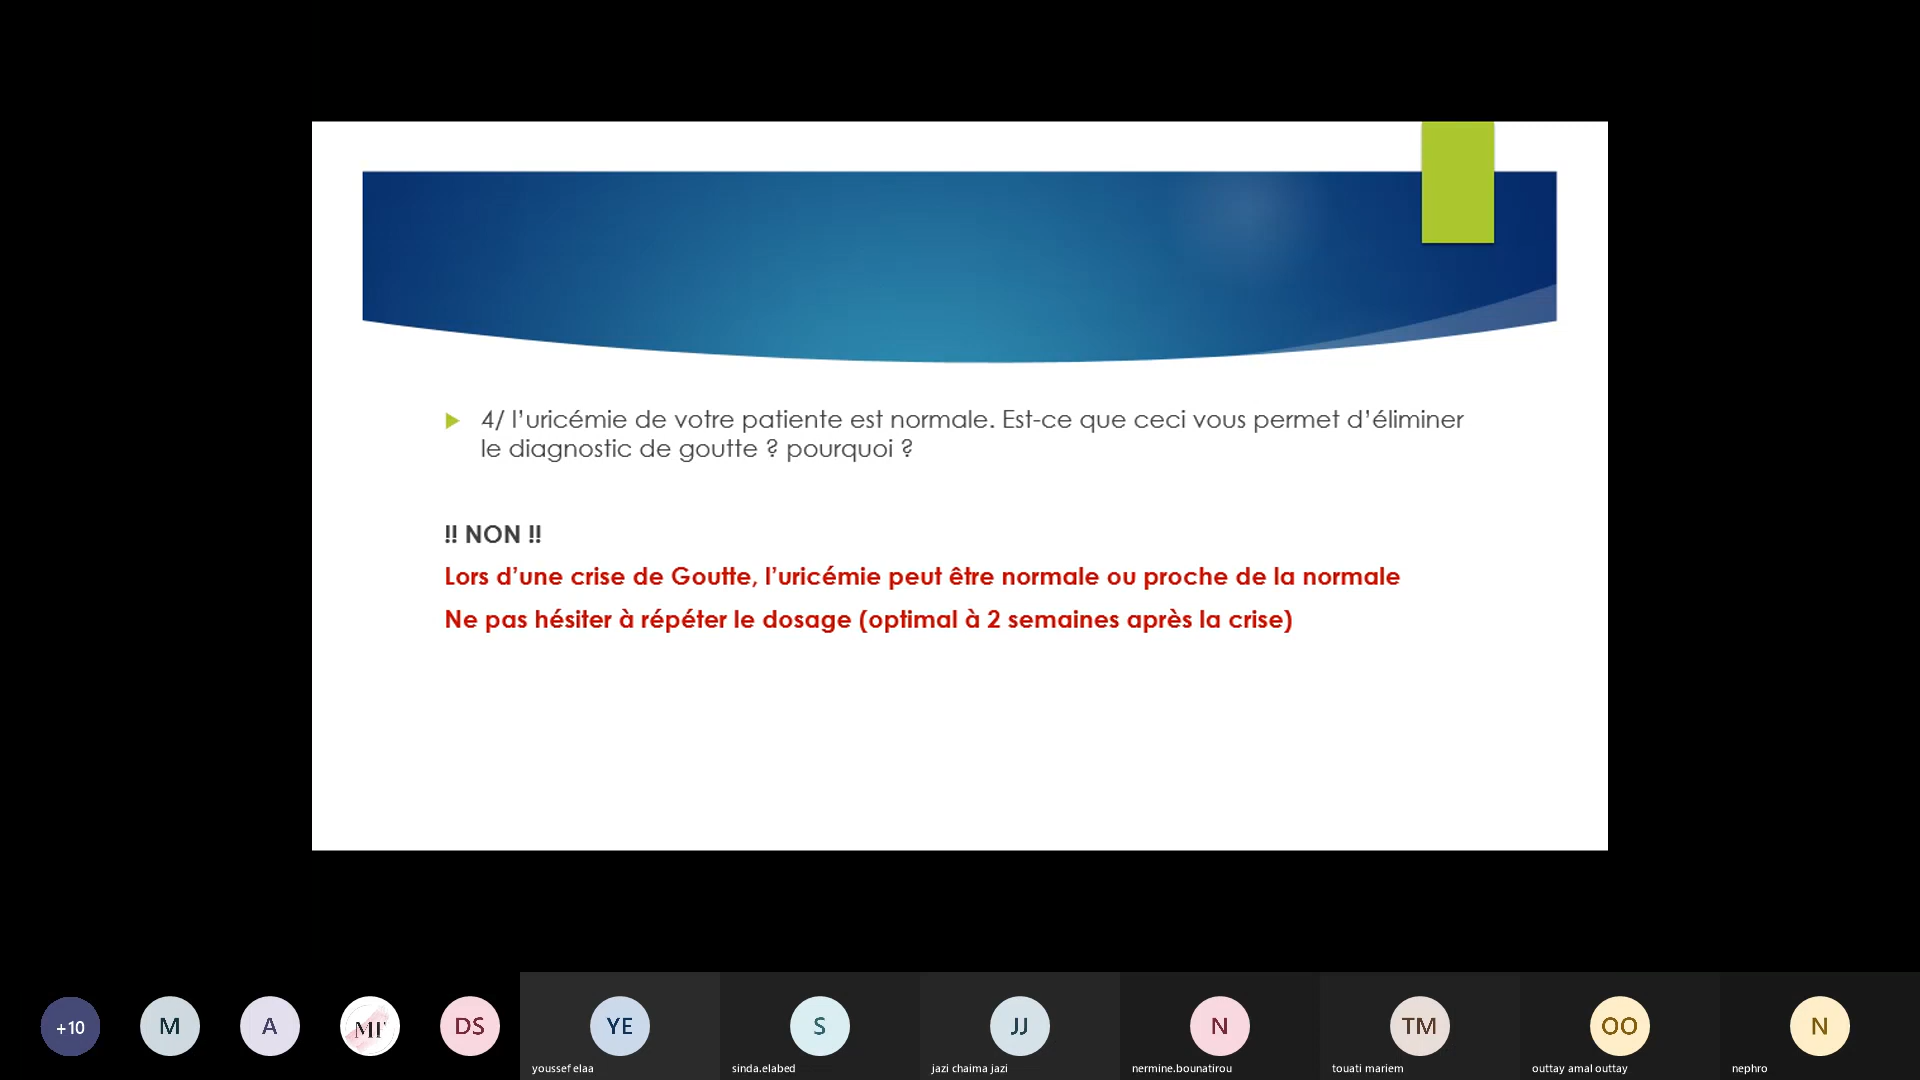 4/ l’uricémie de votre patiente est normale. Est-ce que ceci vous permet d’éliminer
le diagnostic de goutte ? pourquoi ?
!! NON !!
Lors d’une crise de Goutte, l’uricémie peut être normale ou proche de la normale
Ne pas hésiter à répéter le dosage (optimal à 2 semaines après la crise)
+10
M
A
DS
YE
S
JJ
N
TM
OO
N
youssef elaa
sinda.elabed
jazi chaima jazi
nermine.bounatirou
touati mariem
outtay amal outtay
nephro